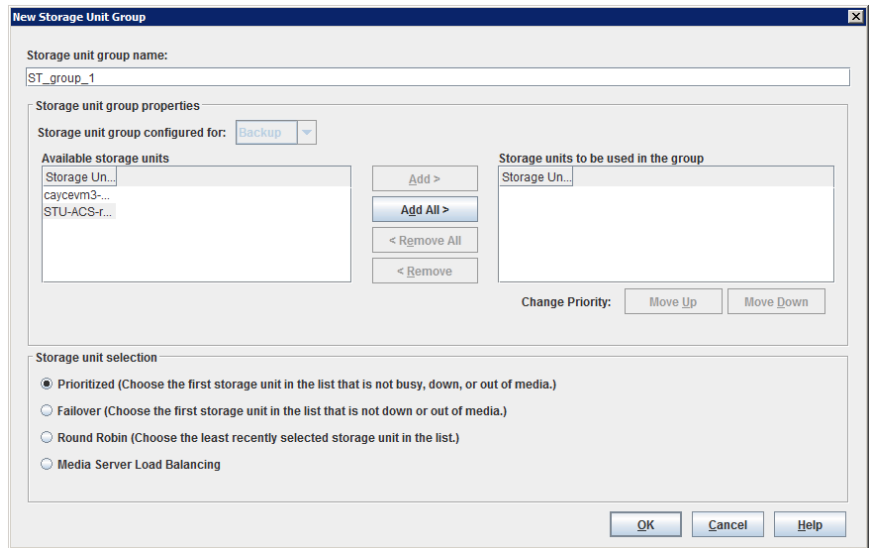 New Storage Unit Group
Storage unit group name:
ST_group_1
Storage unit group properties
Storage unit group configured for: Backup
Available storage units
Storage Un...
caycevm3-...
STU-ACS-r...
Add >
Add All >
< Remove All
< Remove
Storage units to be used in the group
Storage Un...
Change Priority: Move Up Move Down
Storage unit selection
Prioritized (Choose the first storage unit in the list that is not busy, down, or out of media.)
Failover (Choose the first storage unit in the list that is not down or out of media.)
Round Robin (Choose the least recently selected storage unit in the list.)
Media Server Load Balancing
OK Cancel Help